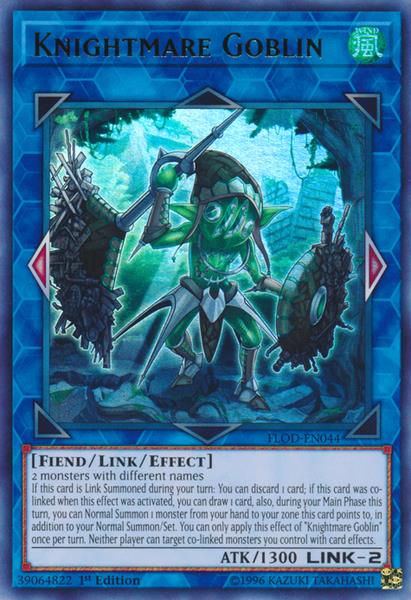 KNIGHTMARE GOBLIN
WIND
風
FLOD-EN044
[FIEND/LINK/EFFECT]
2 monsters with different names
If this card is Link Summoned during your turn: You can discard 1 card; if this card was co-
linked when this effect was activated, you can draw 1 card, also, during your Main Phase this
turn, you can Normal Summon 1 monster from your hand to your zone this card points to, in
addition to your Normal Summon/Set. You can only apply this effect of "Knightmare Goblin"
once per turn. Neither player can target co-linked monsters you control with card effects.
ATK/1300 LINK-2
39064822 1st Edition ©1996 KAZUKI TAKAHASHI